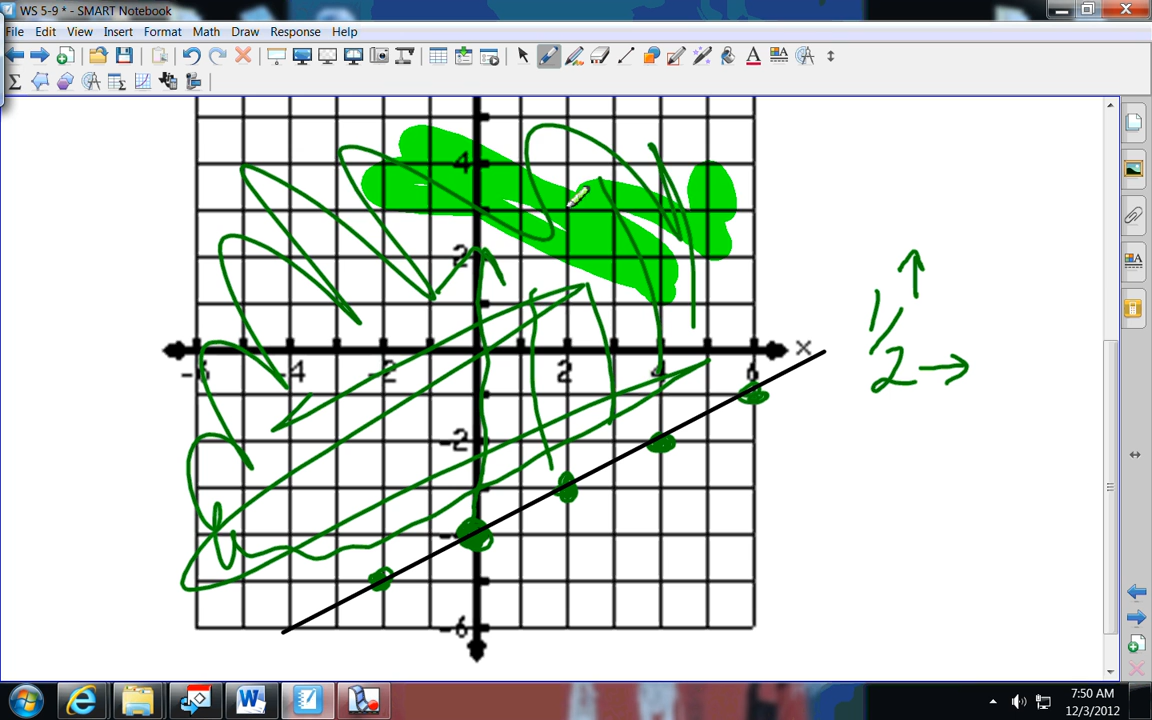 WS 5-9 * - SMART Notebook
File Edit View Insert Format Math Draw Response Help
4
2
x
-6 -4 -2 2 4 6
-2
-6
1/2
7:50 AM
12/3/2012